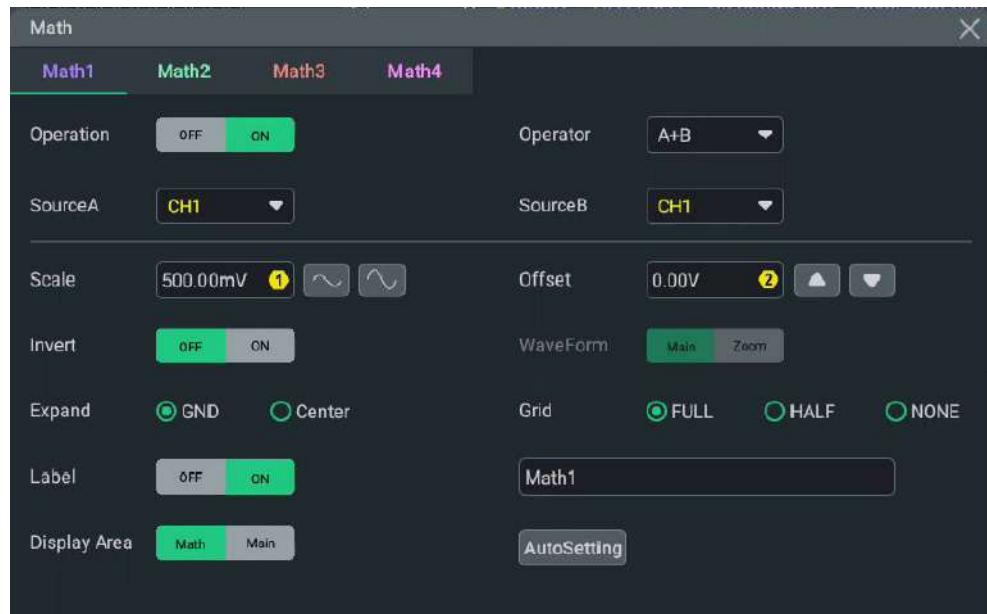 Math
Math1 Math2 Math3 Math4
Operation OFF ON Operator A+B
SourceA CH1 SourceB CH1
Scale 500.00mV 1 Offset 0.00V 2
Invert OFF ON WaveForm Main Zoom
Expand GND Center Grid FULL HALF NONE
Label OFF ON Math1
Display Area Math Main AutoSetting